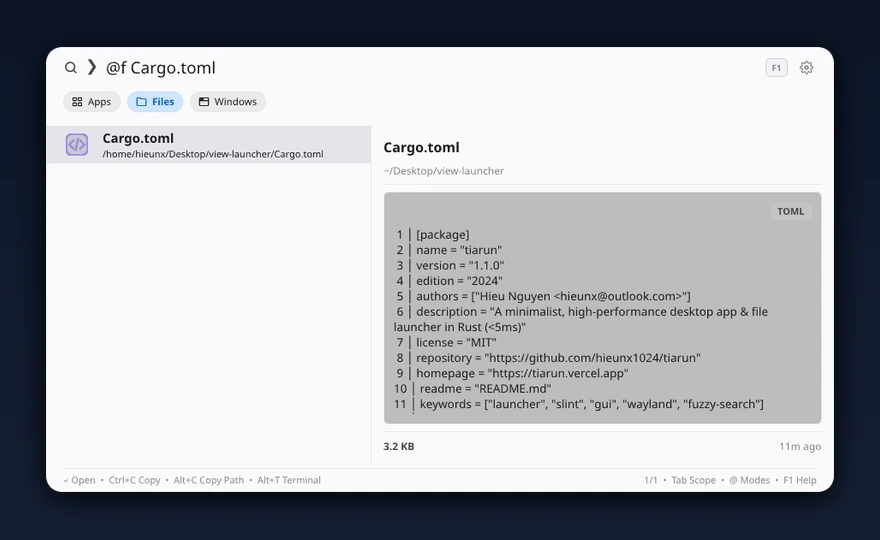 ❯ @f Cargo.toml
F1
Apps Files Windows
Cargo.toml
/home/hieunx/Desktop/view-launcher/Cargo.toml
Cargo.toml
~/Desktop/view-launcher
TOML
1 | [package]
2 | name = "tiarun"
3 | version = "1.1.0"
4 | edition = "2024"
5 | authors = ["Hieu Nguyen <hieunx@outlook.com>"]
6 | description = "A minimalist, high-performance desktop app & file
launcher in Rust (<5ms)"
7 | license = "MIT"
8 | repository = "https://github.com/hieunx1024/tiarun"
9 | homepage = "https://tiarun.vercel.app"
10 | readme = "README.md"
11 | keywords = ["launcher", "slint", "gui", "wayland", "fuzzy-search"]
3.2 KB
11m ago
↵ Open • Ctrl+C Copy • Alt+C Copy Path • Alt+T Terminal
1/1 • Tab Scope • @ Modes • F1 Help